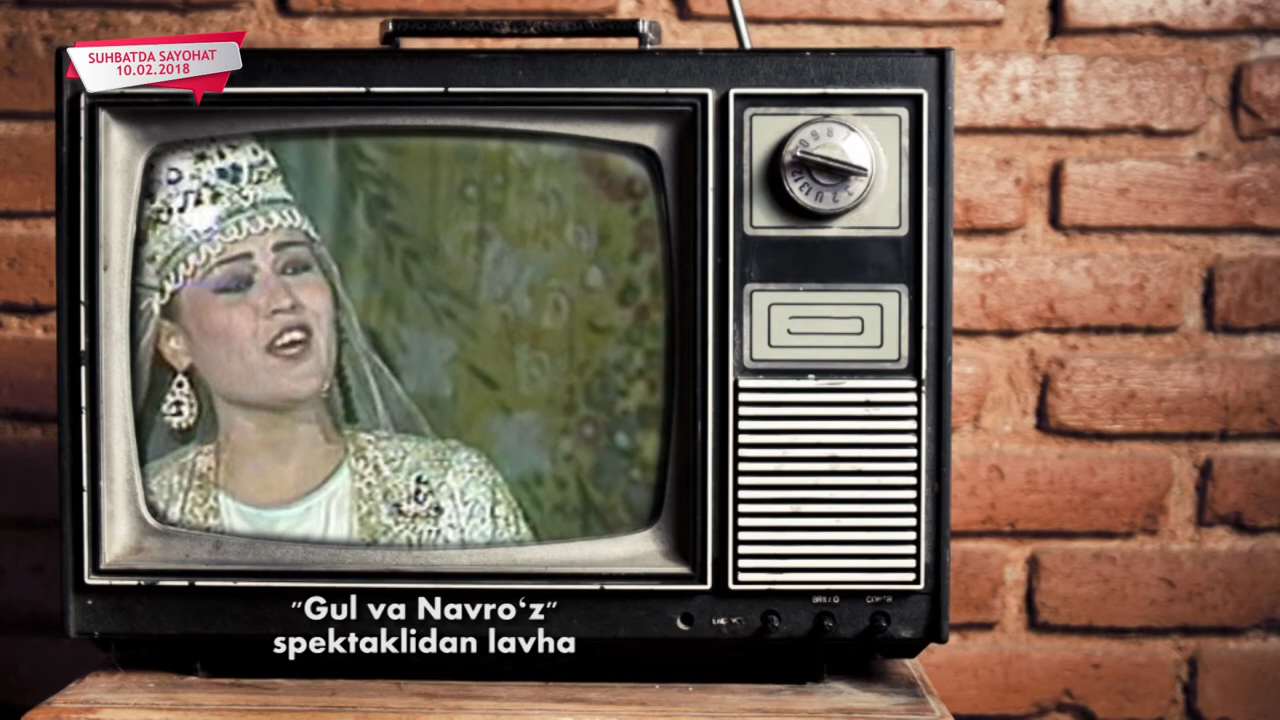 SUHBATDA SAYOHAT
10.02.2018
"Gul va Navro‘z"
spektaklidan lavha